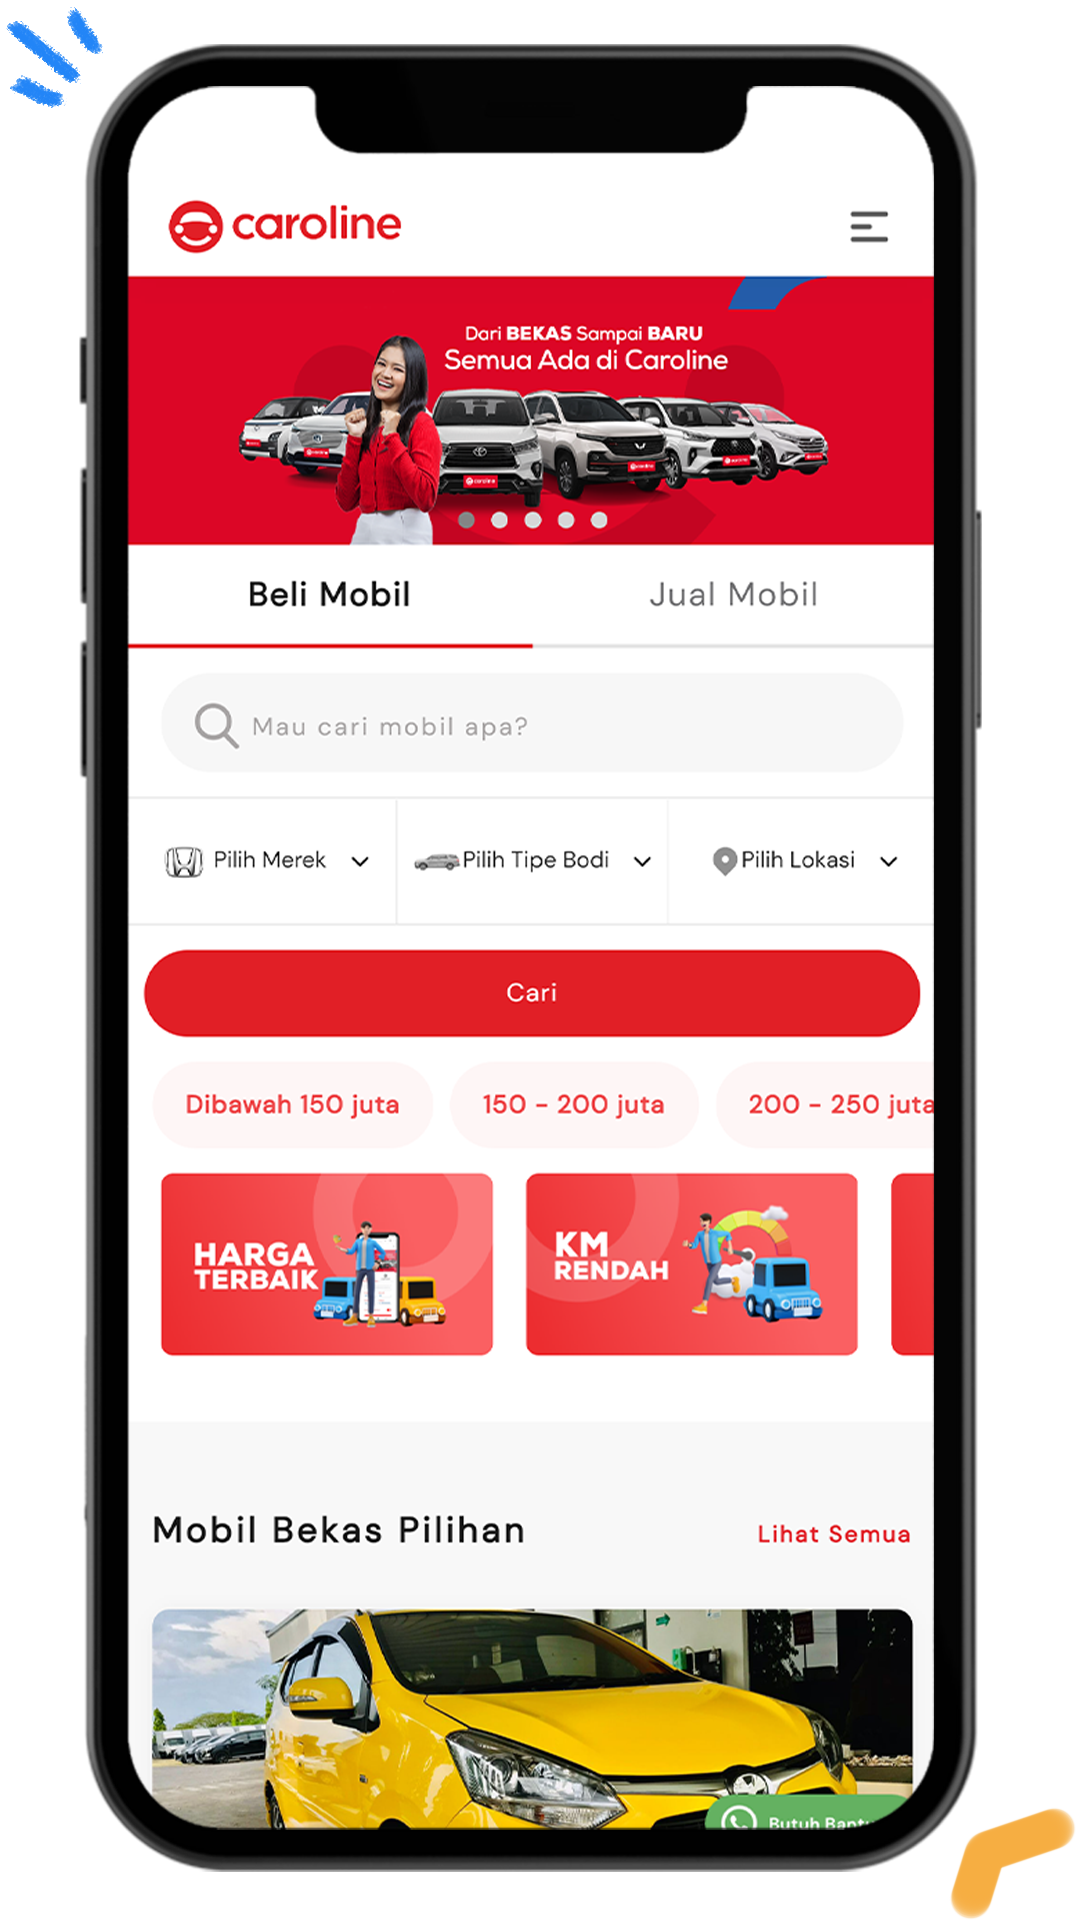 caroline
Dari BEKAS Sampai BARU
Semua Ada di Caroline
caroline
Beli Mobil
Jual Mobil
Mau cari mobil apa?
Pilih Merek
Pilih Tipe Bodi
Pilih Lokasi
Cari
Dibawah 150 juta
150 - 200 juta
200 - 250 juta
HARGA
TERBAIK
KM
RENDAH
Mobil Bekas Pilihan
Lihat Semua
Butuh